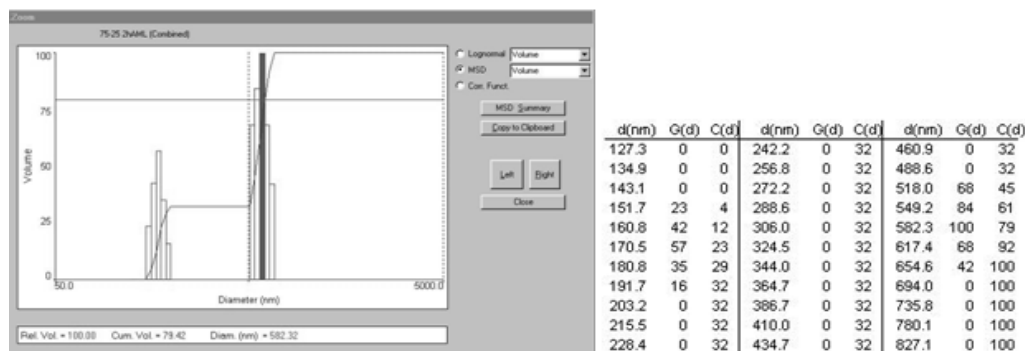 Zoom
75-25 2hAML (Combined)
100
75
50
25
0
Volume
50.0
5000.0
Diameter (nm)
Lognormal Volume
MSD Volume
Corr. Funct.
MSD Summary
Copy to Clipboard
Left Right
Close
Rel. Vol. = 100.00 Cum. Vol. = 79.42 Diam. (nm) = 582.32
d(nm) G(d) C(d) d(nm) G(d) C(d) d(nm) G(d) C(d)
127.3 0 0 242.2 0 32 460.9 0 32
134.9 0 0 256.8 0 32 488.6 0 32
143.1 0 0 272.2 0 32 518.0 68 45
151.7 23 4 288.6 0 32 549.2 84 61
160.8 42 12 306.0 0 32 582.3 100 79
170.5 57 23 324.5 0 32 617.4 68 92
180.8 35 29 344.0 0 32 654.6 42 100
191.7 16 32 364.7 0 32 694.0 0 100
203.2 0 32 386.7 0 32 735.8 0 100
215.5 0 32 410.0 0 32 780.1 0 100
228.4 0 32 434.7 0 32 827.1 0 100